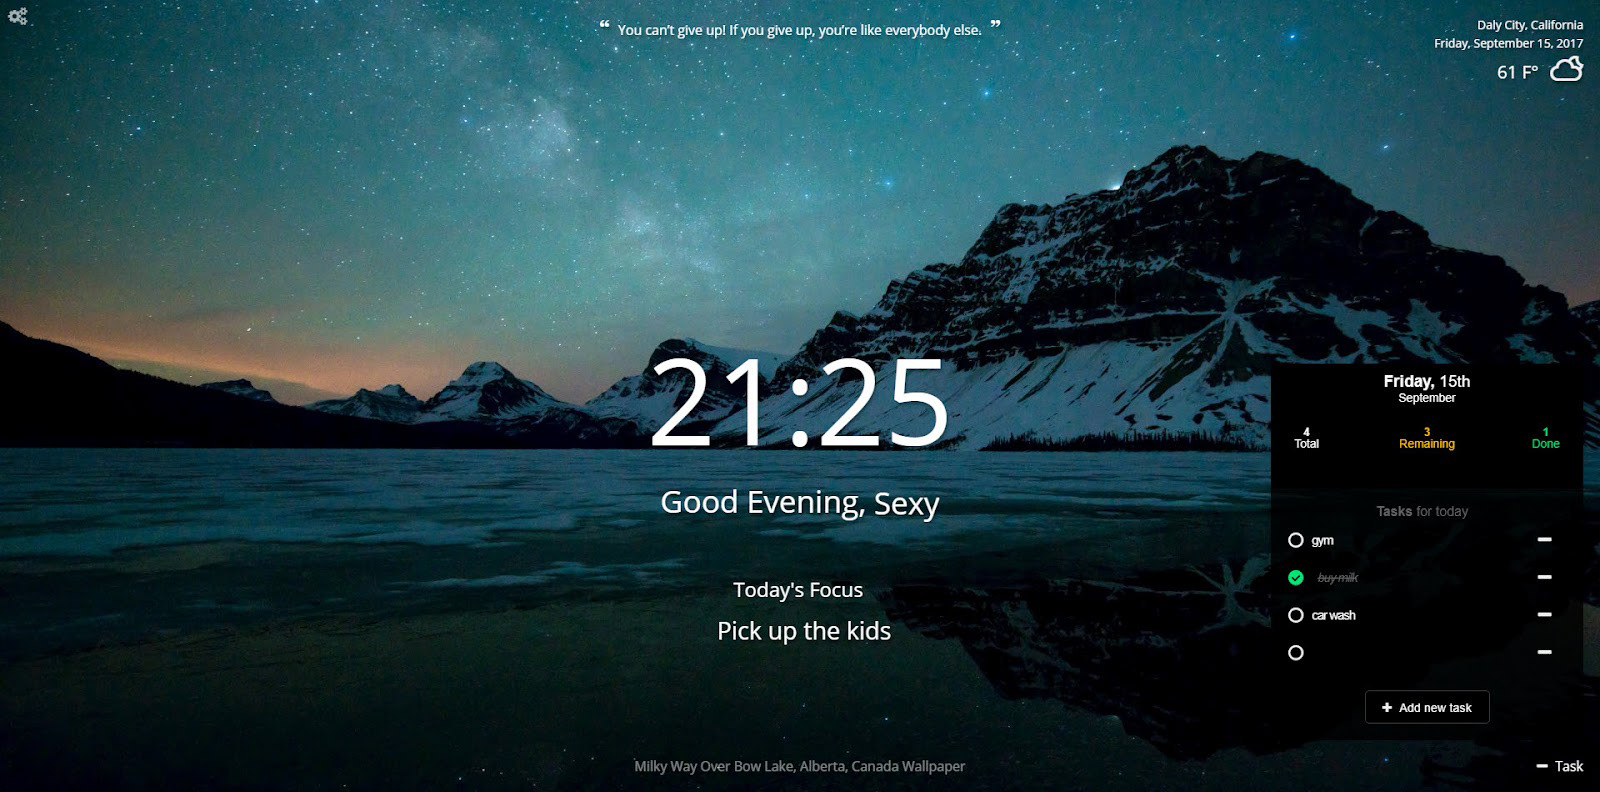 ❝ You can't give up! If you give up, you're like everybody else. ❞
Daly City, California
Friday, September 15, 2017
61 F°
21:25
Good Evening, Sexy
Today's Focus
Pick up the kids
Friday, 15th
September
4 3 1
Total Remaining Done
Tasks for today
gym
buy milk
car wash
+ Add new task
Milky Way Over Bow Lake, Alberta, Canada Wallpaper
Task